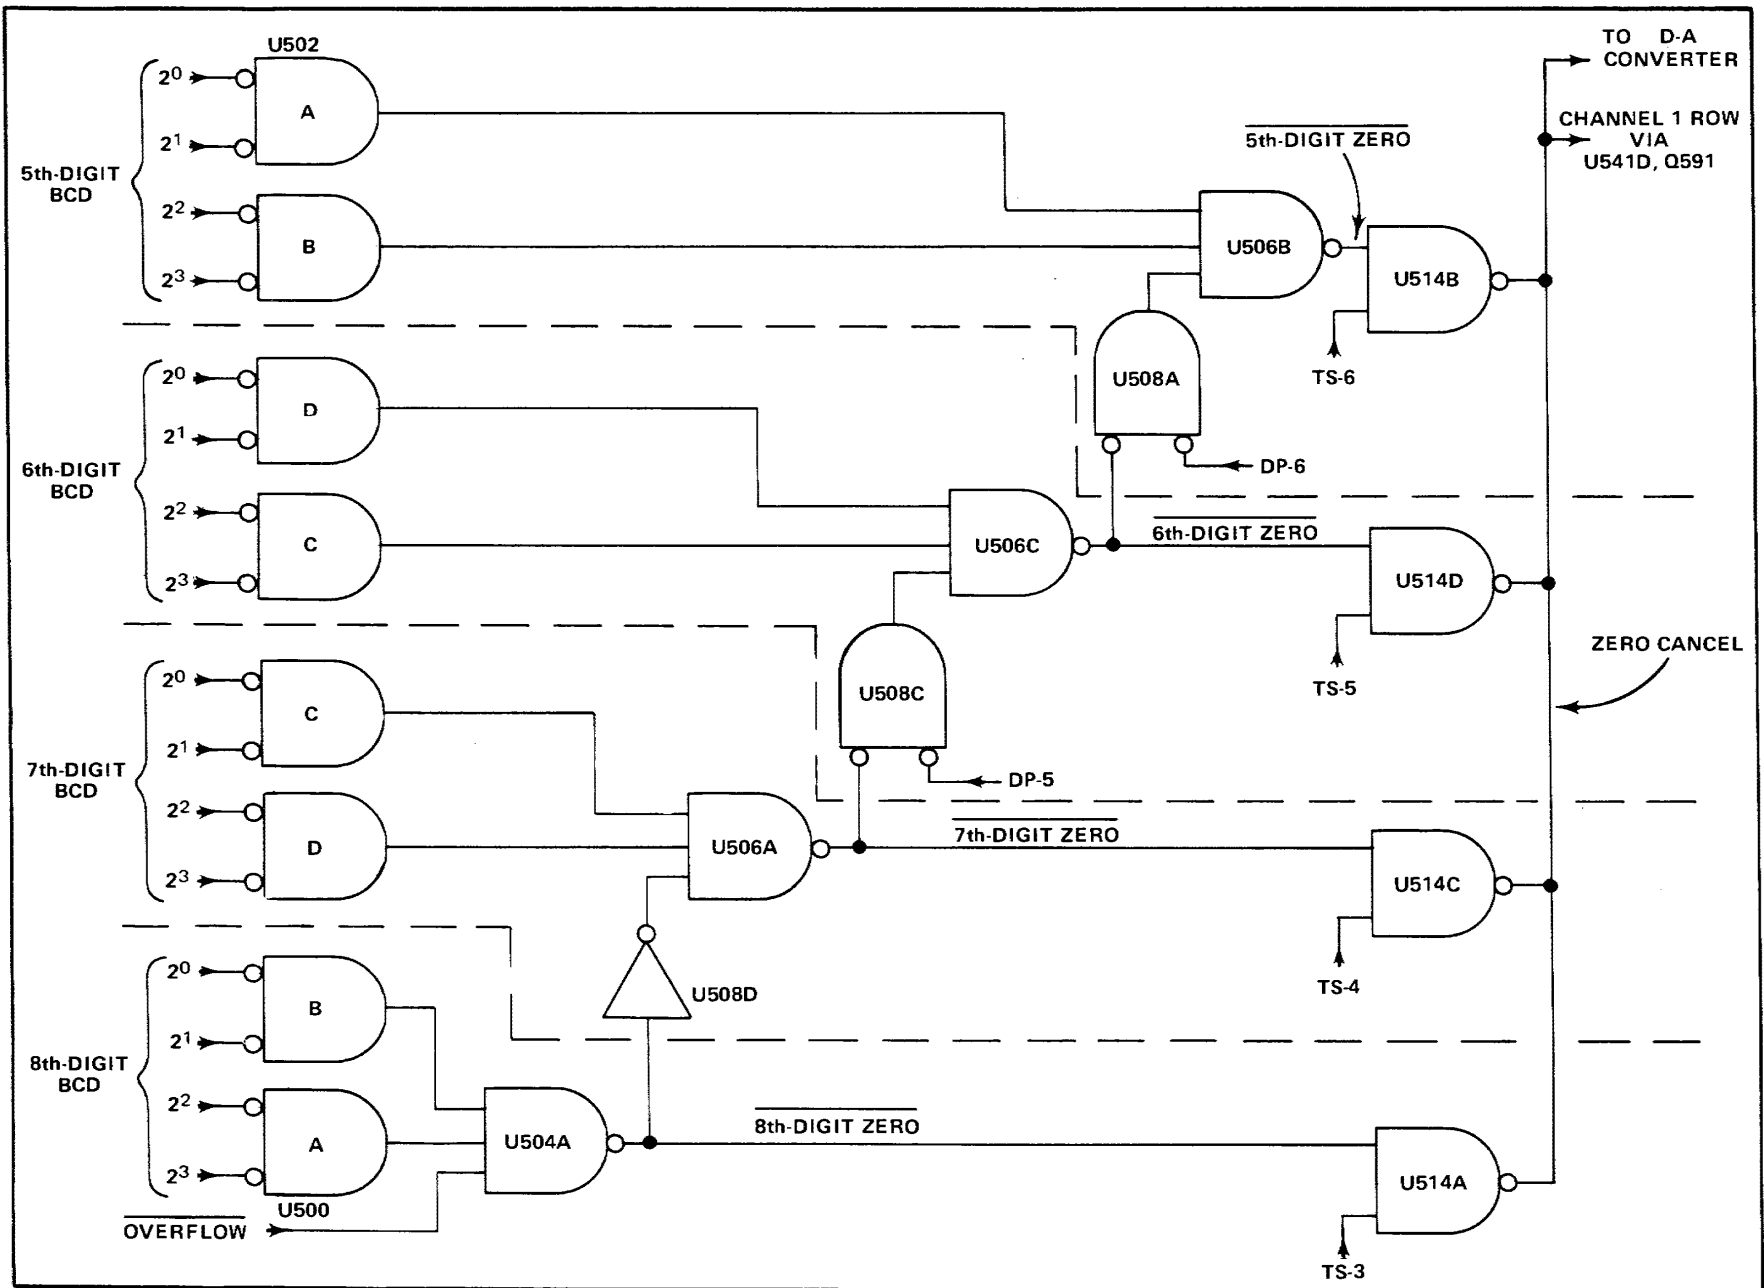 U502
TO D-A
CONVERTER
2⁰
A
2¹
5th-DIGIT
BCD
2²
B
2³
5th-DIGIT ZERO
CHANNEL 1 ROW
VIA
U541D, Q591
U506B
U514B
U508A
TS-6
DP-6
2⁰
D
2¹
6th-DIGIT
BCD
2²
C
2³
U506C
6th-DIGIT ZERO
U514D
TS-5
ZERO CANCEL
U508C
DP-5
2⁰
C
2¹
7th-DIGIT
BCD
2²
D
2³
U506A
7th-DIGIT ZERO
U514C
TS-4
U508D
2⁰
B
2¹
8th-DIGIT
BCD
2²
A
2³
U500
U504A
8th-DIGIT ZERO
U514A
OVERFLOW
TS-3